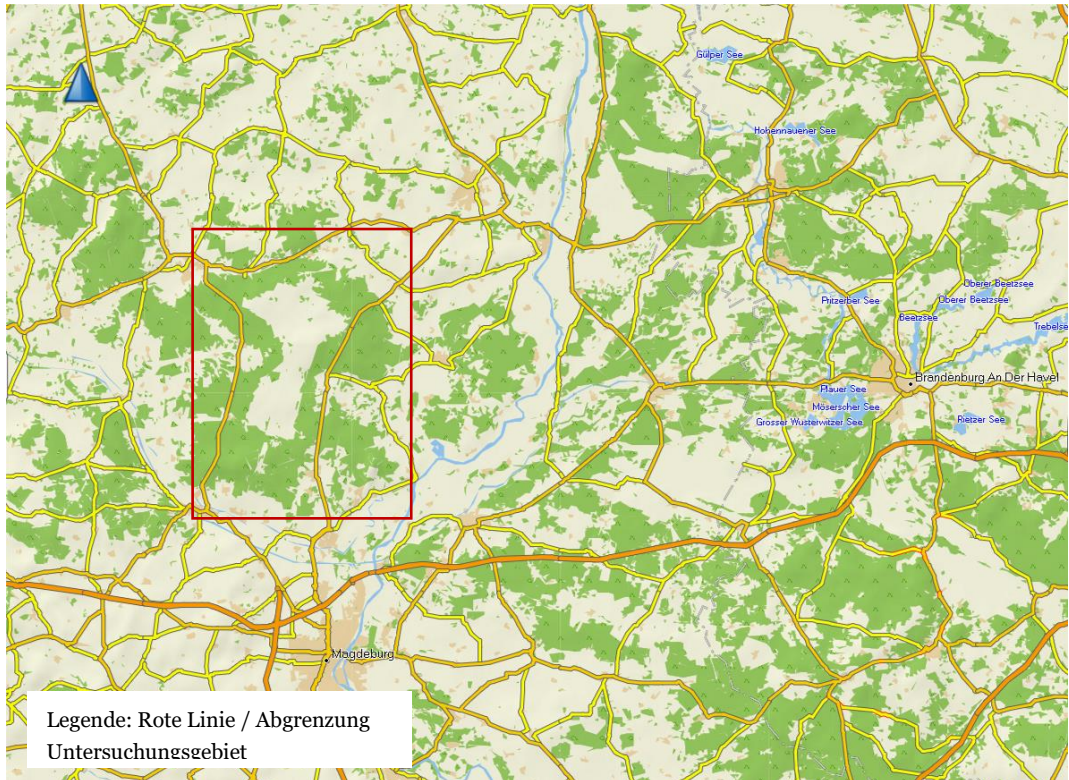 Gülper See
Hohennauener See
Oberer Beetzsee
Pritzerber See
Oberer Beetzsee
Beetzsee
Trebelse
Brandenburg An Der Havel
Plauer See
Möserscher See
Grosser Wusterwitzer See
Rietzer See
Magdeburg
Legende: Rote Linie / Abgrenzung
Untersuchungsgebiet